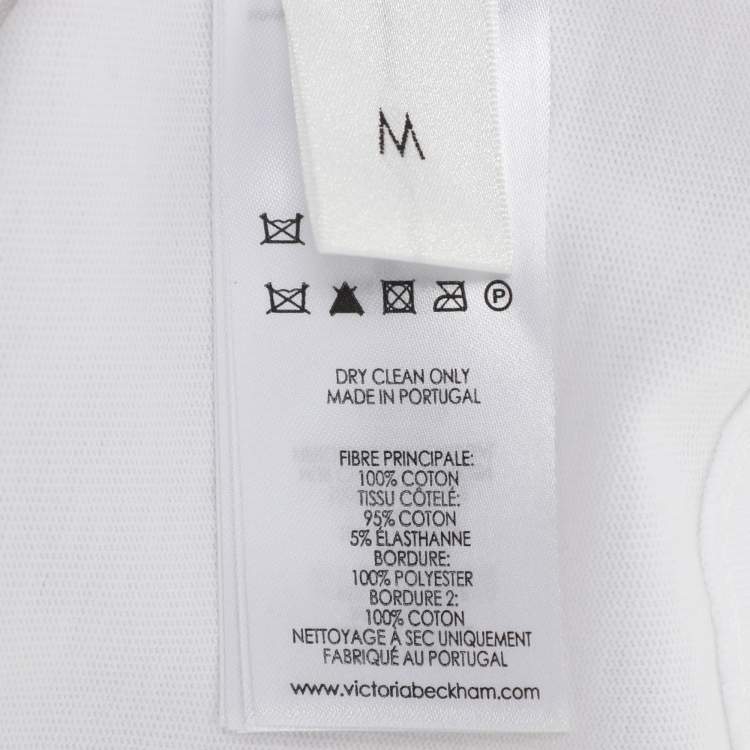 M
P
DRY CLEAN ONLY
MADE IN PORTUGAL
FIBRE PRINCIPALE:
100% COTON
TISSU CÔTELÉ:
95% COTON
5% ÉLASTHANNE
BORDURE:
100% POLYESTER
BORDURE 2:
100% COTON
NETTOYAGE À SEC UNIQUEMENT
FABRIQUÉ AU PORTUGAL
www.victoriabeckham.com